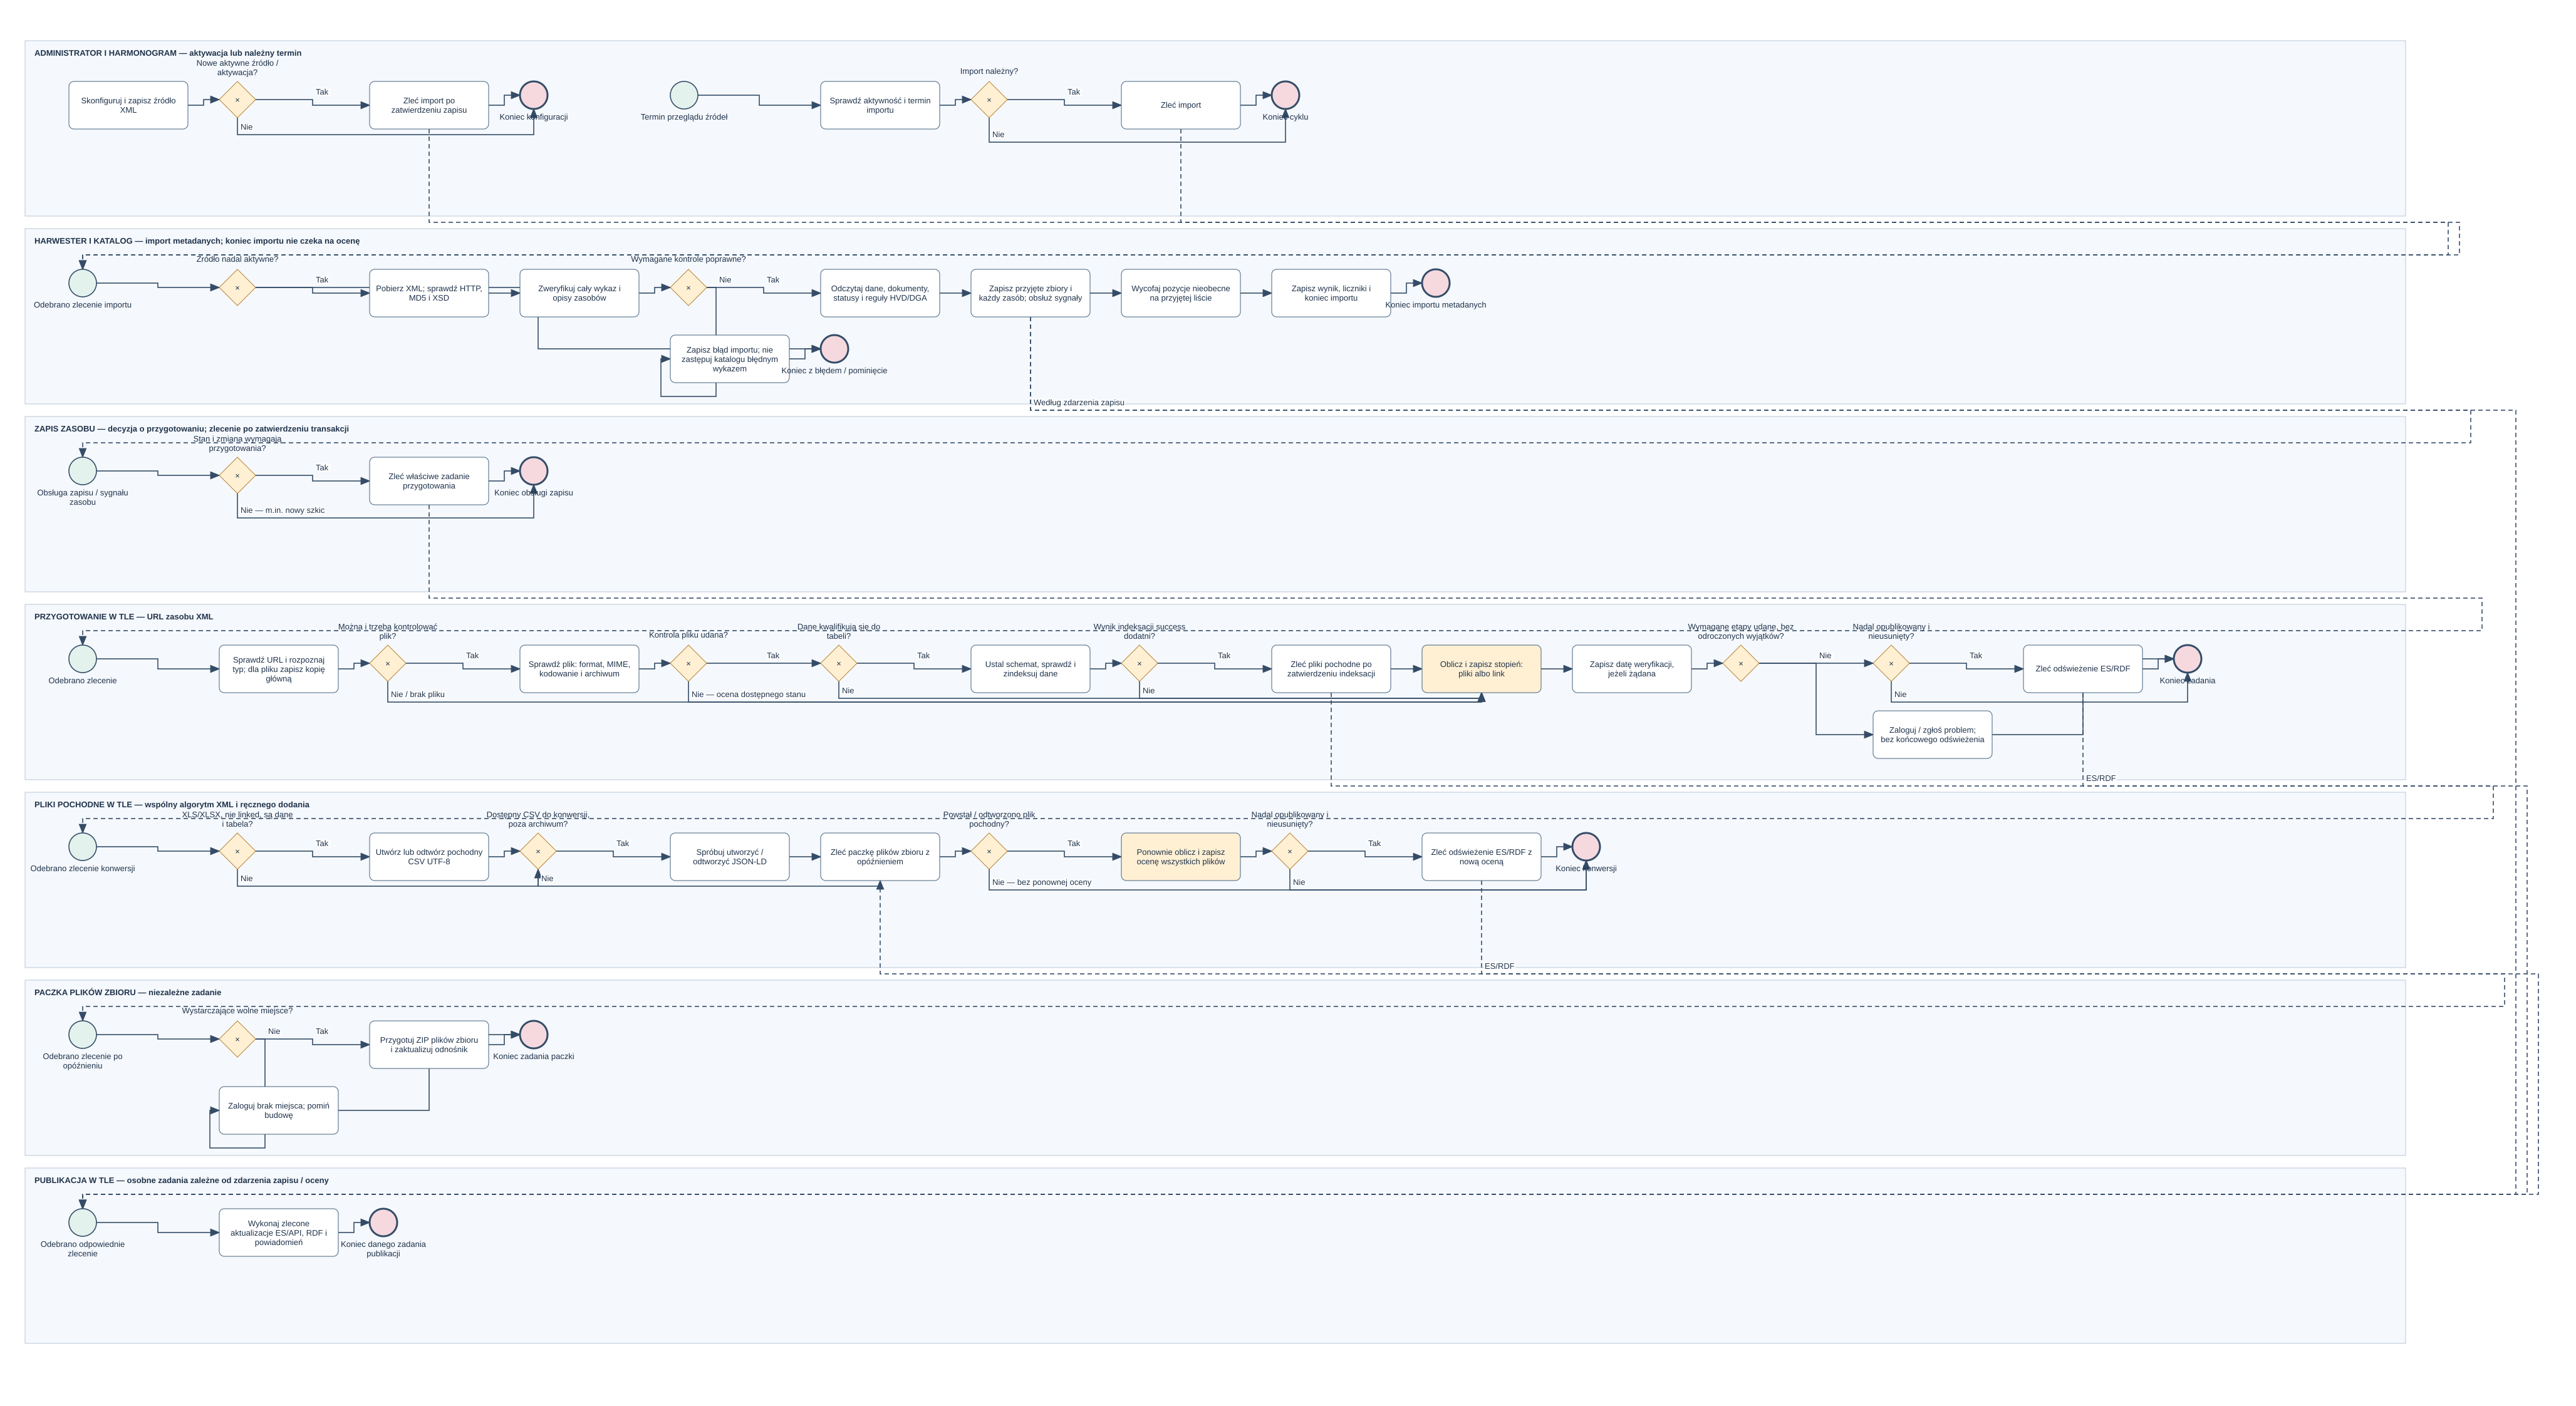 ADMINISTRATOR I HARMONOGRAM — aktywacja lub należny termin
Nowe aktywne źródło /
aktywacja?
Skonfiguruj i zapisz źródło
XML
×
Tak
Nie
Zleć import po
zatwierdzeniu zapisu
Koniec konfiguracji
Termin przeglądu źródeł
Sprawdź aktywność i termin
importu
Import należny?
×
Tak
Nie
Zleć import
Koniec cyklu
HARWESTER I KATALOG — import metadanych; koniec importu nie czeka na ocenę
Odebrano zlecenie importu
Źródło nadal aktywne?
×
Tak
Pobierz XML; sprawdź HTTP,
MD5 i XSD
Zweryfikuj cały wykaz i
opisy zasobów
Wymagane kontrole poprawne?
×
Nie
Tak
Odczytaj dane, dokumenty,
statusy i reguły HVD/DGA
Zapisz przyjęte zbiory i
każdy zasób; obsłuż sygnały
Wycofaj pozycje nieobecne
na przyjętej liście
Zapisz wynik, liczniki i
koniec importu
Koniec importu metadanych
Zapisz błąd importu; nie
zastępuj katalogu błędnym
wykazem
Koniec z błędem / pominięcie
Według zdarzenia zapisu
ZAPIS ZASOBU — decyzja o przygotowaniu; zlecenie po zatwierdzeniu transakcji
Stan i zmiana wymagają
przygotowania?
Obsługa zapisu / sygnału
zasobu
×
Tak
Nie — m.in. nowy szkic
Zleć właściwe zadanie
przygotowania
Koniec obsługi zapisu
PRZYGOTOWANIE W TLE — URL zasobu XML
Odebrano zlecenie
Sprawdź URL i rozpoznaj
typ; dla pliku zapisz kopię
główną
Można i trzeba kontrolować
plik?
×
Tak
Nie / brak pliku
Sprawdź plik: format, MIME,
kodowanie i archiwum
Kontrola pliku udana?
×
Tak
Nie — ocena dostępnego stanu
Dane kwalifikują się do
tabeli?
×
Tak
Nie
Ustal schemat, sprawdź i
zindeksuj dane
Wynik indeksacji success
dodatni?
×
Tak
Nie
Zleć pliki pochodne po
zatwierdzeniu indeksacji
Oblicz i zapisz stopień:
pliki albo link
Zapisz datę weryfikacji,
jeżeli żądana
Wymagane etapy udane, bez
odroczonych wyjątków?
×
Nie
Nadal opublikowany i
nieusunięty?
×
Tak
Nie
Zleć odświeżenie ES/RDF
Koniec zadania
Zaloguj / zgłoś problem;
bez końcowego odświeżenia
ES/RDF
PLIKI POCHODNE W TLE — wspólny algorytm XML i ręcznego dodania
Odebrano zlecenie konwersji
XLS/XLSX, nie linked, są dane
i tabela?
×
Tak
Nie
Utwórz lub odtwórz pochodny
CSV UTF-8
Dostępny CSV do konwersji,
poza archiwum?
×
Tak
Nie
Spróbuj utworzyć /
odtworzyć JSON-LD
Zleć paczkę plików zbioru z
opóźnieniem
Powstał / odtworzono plik
pochodny?
×
Tak
Nie — bez ponownej oceny
Ponownie oblicz i zapisz
ocenę wszystkich plików
Nadal opublikowany i
nieusunięty?
×
Tak
Nie
Zleć odświeżenie ES/RDF z
nową oceną
Koniec konwersji
ES/RDF
PACZKA PLIKÓW ZBIORU — niezależne zadanie
Odebrano zlecenie po
opóźnieniu
Wystarczające wolne miejsce?
×
Nie
Tak
Przygotuj ZIP plików zbioru
i zaktualizuj odnośnik
Koniec zadania paczki
Zaloguj brak miejsca; pomiń
budowę
PUBLIKACJA W TLE — osobne zadania zależne od zdarzenia zapisu / oceny
Odebrano odpowiednie
zlecenie
Wykonaj zlecone
aktualizacje ES/API, RDF i
powiadomień
Koniec danego zadania
publikacji